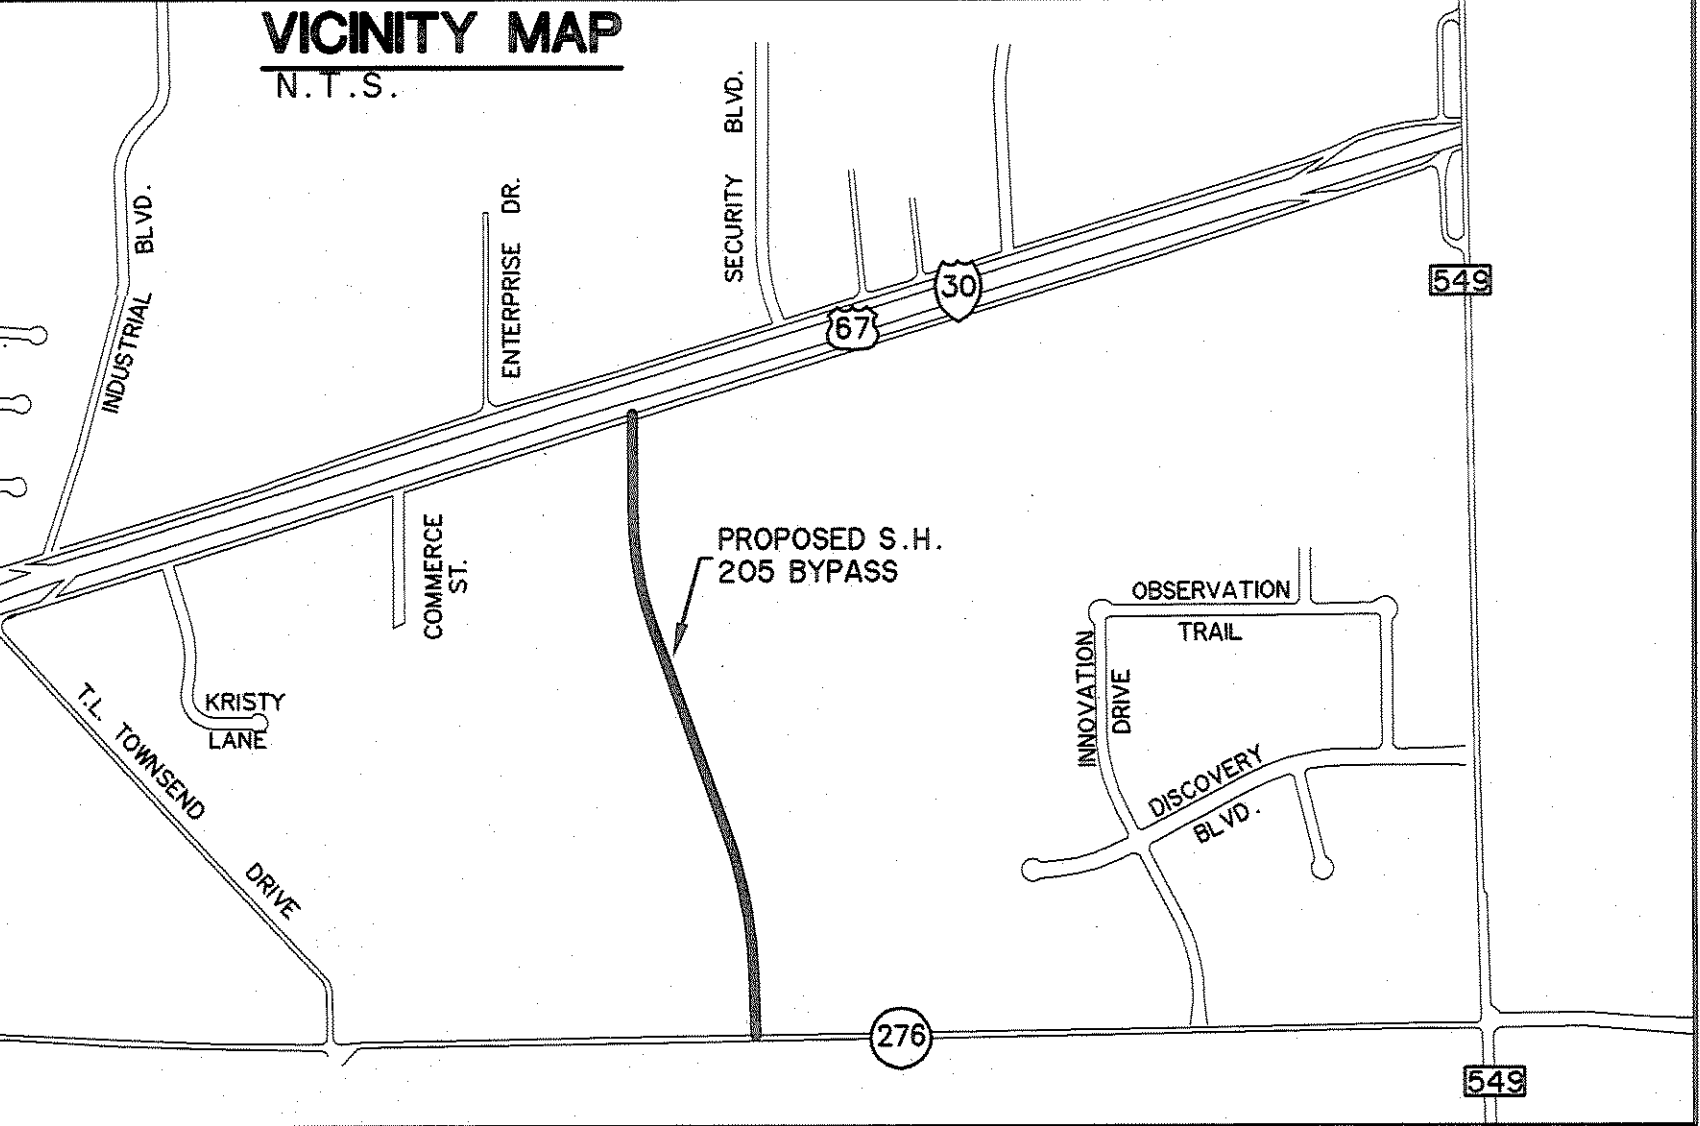 VICINITY MAP
N.T.S.
INDUSTRIAL BLVD.
ENTERPRISE DR.
SECURITY BLVD.
30
67
549
COMMERCE
ST.
PROPOSED S.H.
205 BYPASS
OBSERVATION
TRAIL
INNOVATION
DRIVE
KRISTY
LANE
T.L. TOWNSEND DRIVE
DISCOVERY
BLVD.
276
549